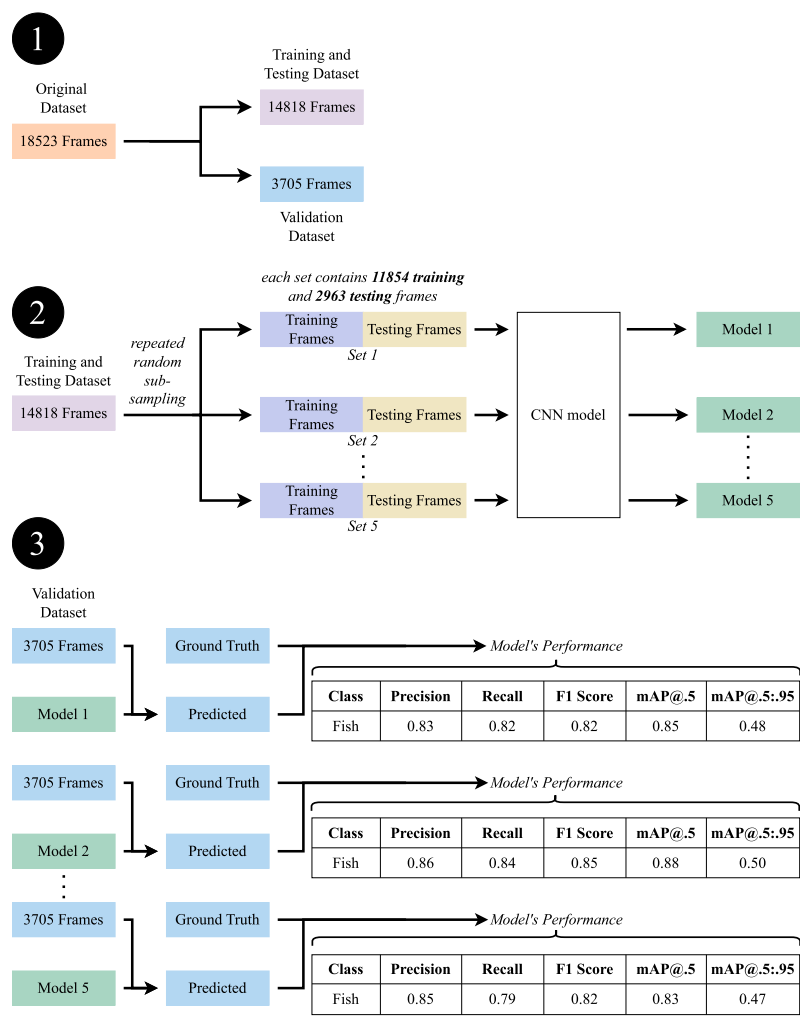 1
Original
Dataset
18523 Frames
Training and
Testing Dataset
14818 Frames
3705 Frames
Validation
Dataset
2
Training and
Testing Dataset
14818 Frames
repeated
random
sub-
sampling
each set contains 11854 training
and 2963 testing frames
Training
Frames
Testing Frames
Set 1
Training
Frames
Testing Frames
Set 2
Training
Frames
Testing Frames
Set 5
CNN model
Model 1
Model 2
Model 5
3
Validation
Dataset
3705 Frames
Model 1
Ground Truth
Predicted
Model's Performance
Class Precision Recall F1 Score mAP@.5 mAP@.5:.95
Fish 0.83 0.82 0.82 0.85 0.48
3705 Frames
Model 2
Ground Truth
Predicted
Model's Performance
Class Precision Recall F1 Score mAP@.5 mAP@.5:.95
Fish 0.86 0.84 0.85 0.88 0.50
3705 Frames
Model 5
Ground Truth
Predicted
Model's Performance
Class Precision Recall F1 Score mAP@.5 mAP@.5:.95
Fish 0.85 0.79 0.82 0.83 0.47